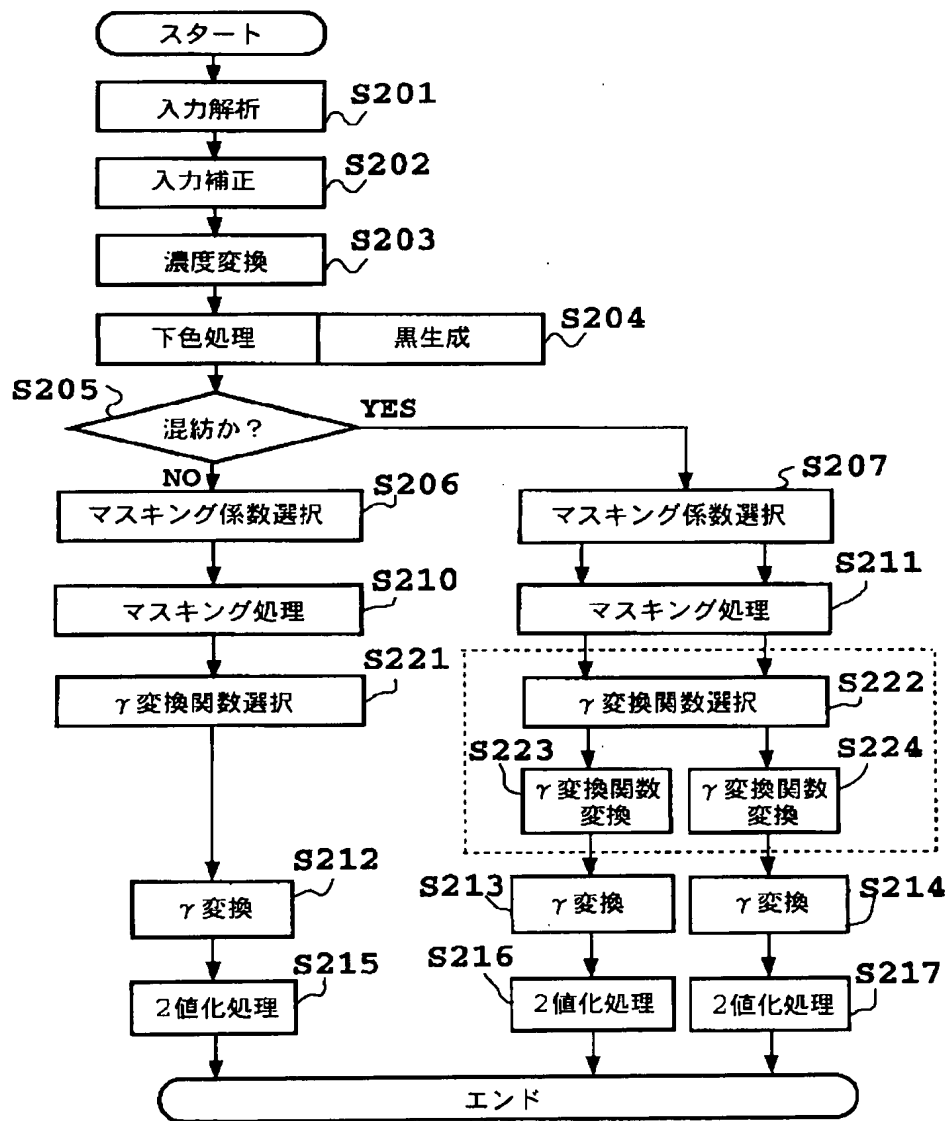 スタート
入力解析
S201
入力補正
S202
濃度変換
S203
下色処理
黒生成
S204
S205
混紡か?
YES
NO
S206
マスキング係数選択
S207
マスキング係数選択
S210
マスキング処理
S211
マスキング処理
S221
γ変換関数選択
S222
γ変換関数選択
S223
γ変換関数
変換
S224
γ変換関数
変換
S212
γ変換
S213
γ変換
S214
γ変換
S215
2値化処理
S216
2値化処理
S217
2値化処理
エンド